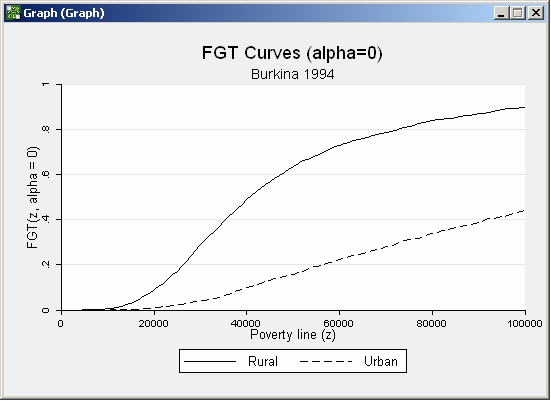 Graph (Graph)
FGT Curves (alpha=0)
Burkina 1994
FGT(z, alpha = 0)
1
.8
.6
.4
.2
0
0 20000 40000 60000 80000 100000
Poverty line (z)
Rural Urban